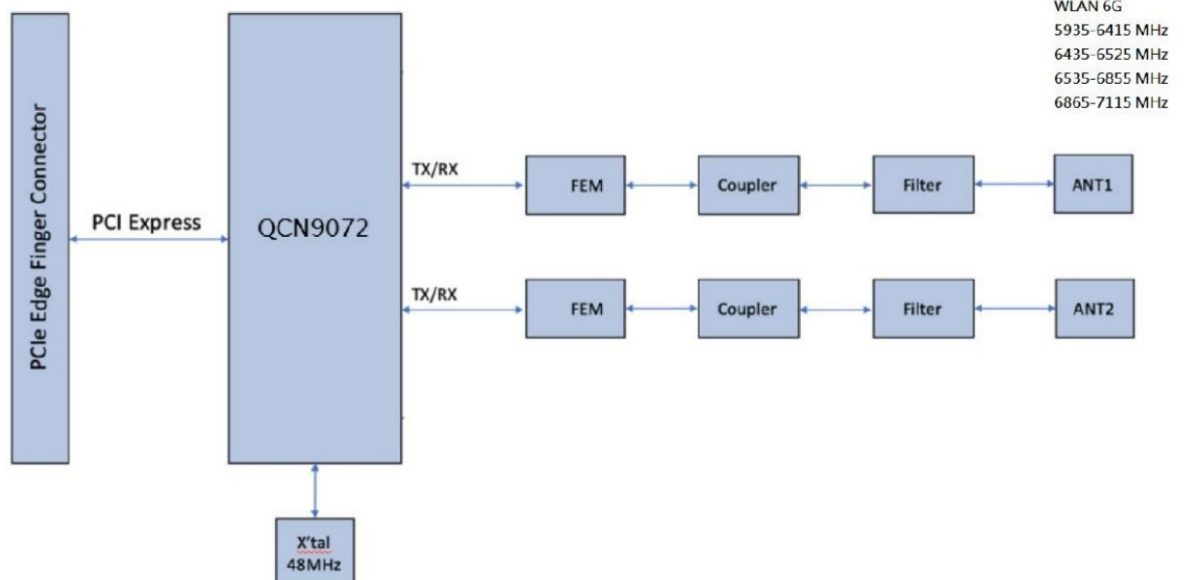 WLAN 6G
5935-6415 MHz
6435-6525 MHz
6535-6855 MHz
6865-7115 MHz
PCIe Edge Finger Connector
PCI Express
QCN9072
TX/RX
FEM
Coupler
Filter
ANT1
TX/RX
FEM
Coupler
Filter
ANT2
X'tal
48MHz